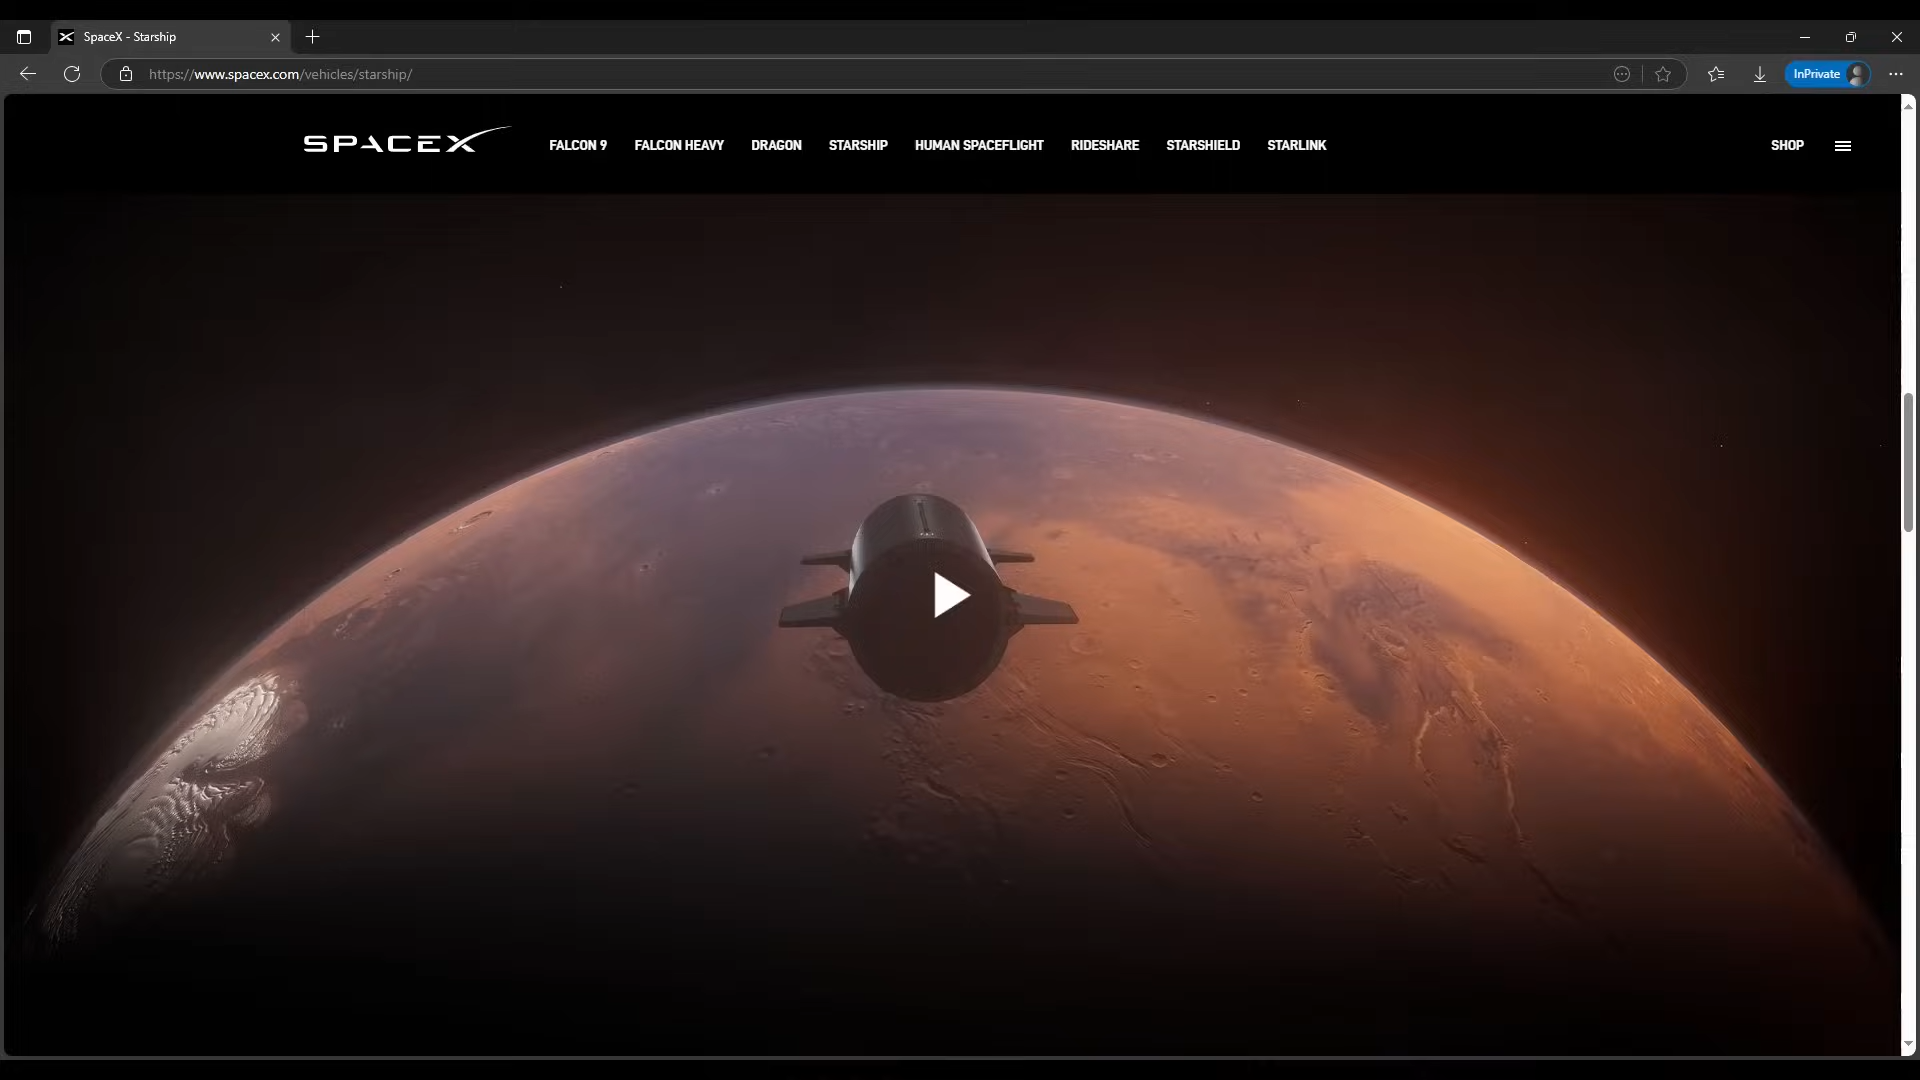 SpaceX - Starship
https://www.spacex.com/vehicles/starship/
InPrivate
SPACEX
FALCON 9
FALCON HEAVY
DRAGON
STARSHIP
HUMAN SPACEFLIGHT
RIDESHARE
STARSHIELD
STARLINK
SHOP